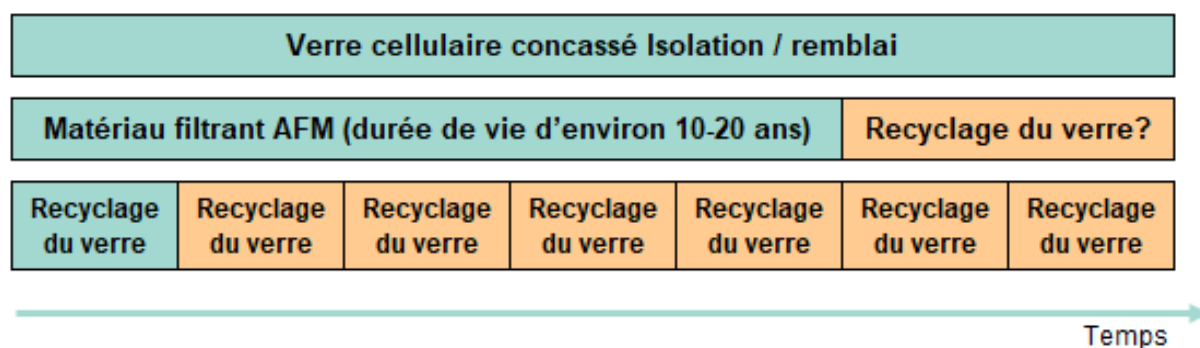 Verre cellulaire concassé Isolation / remblai
Matériau filtrant AFM (durée de vie d'environ 10-20 ans)
Recyclage du verre?
Recyclage
du verre
Recyclage
du verre
Recyclage
du verre
Recyclage
du verre
Recyclage
du verre
Recyclage
du verre
Recyclage
du verre
Temps